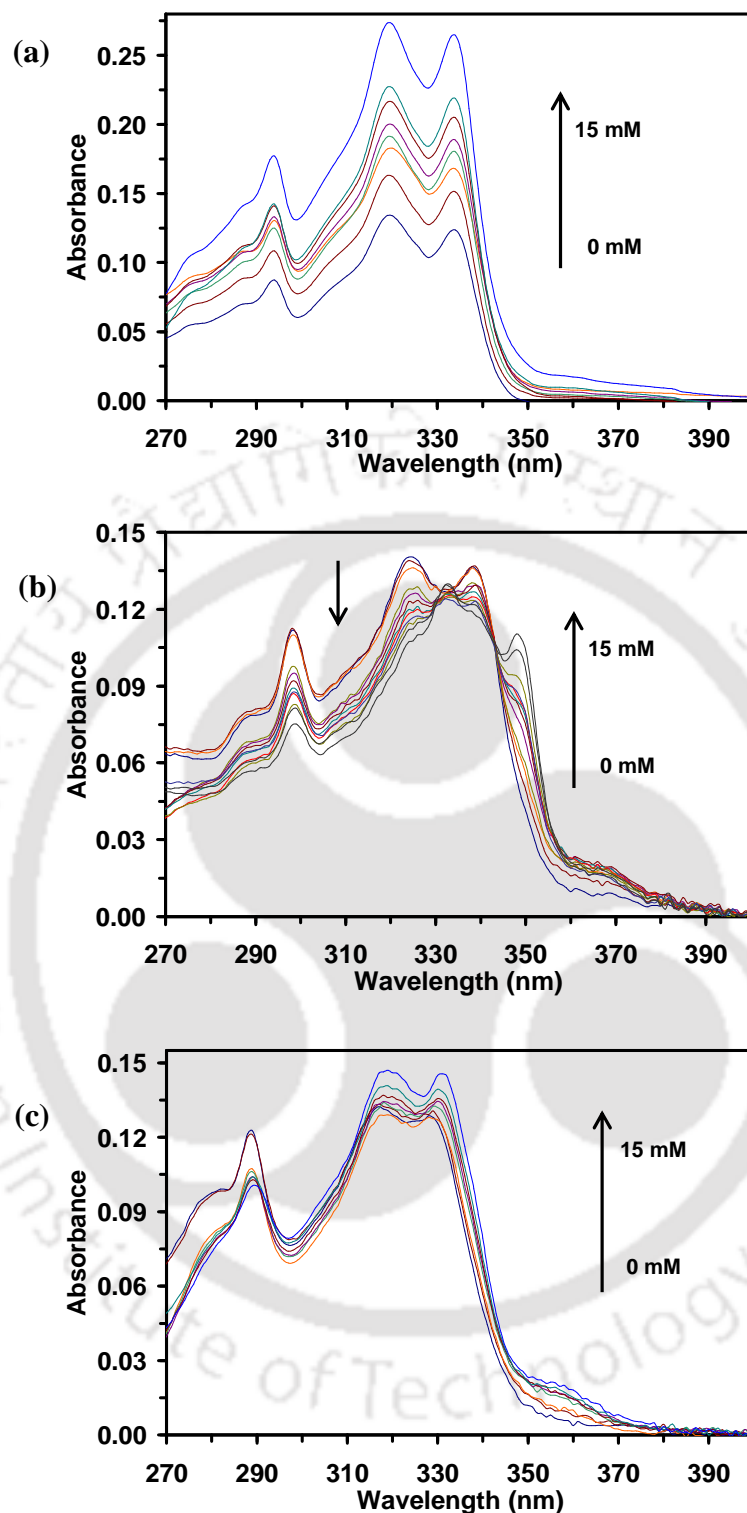 (a)
0.25
0.20
0.15
0.10
0.05
0.00
Absorbance
15 mM
0 mM
270 290 310 330 350 370 390
Wavelength (nm)
(b)
0.15
0.12
0.09
0.06
0.03
0.00
Absorbance
15 mM
0 mM
270 290 310 330 350 370 390
Wavelength (nm)
(c)
0.15
0.12
0.09
0.06
0.03
0.00
Absorbance
15 mM
0 mM
270 290 310 330 350 370 390
Wavelength (nm)
Institute of Technology